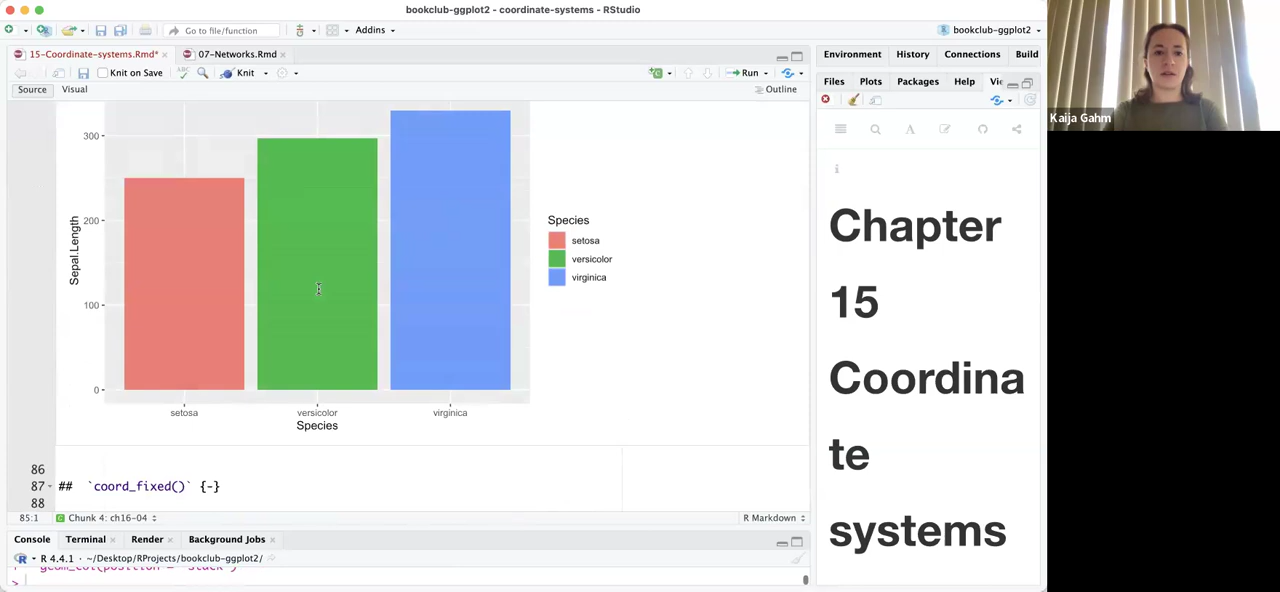 bookclub-ggplot2 - coordinate-systems - RStudio
Go to file/function
Addins
bookclub-ggplot2
15-Coordinate-systems.Rmd*
07-Networks.Rmd
Knit on Save
Knit
Run
Source
Visual
Outline
300
200
100
0
Sepal.Length
setosa
versicolor
virginica
Species
Species
setosa
versicolor
virginica
86
87 ## `coord_fixed()` {-}
88
85:1
Chunk 4: ch16-04
R Markdown
Console
Terminal
Render
Background Jobs
R 4.4.1 · ~/Desktop/RProjects/bookclub-ggplot2/
>
Environment
History
Connections
Build
Files
Plots
Packages
Help
Chapter
15
Coordina
te
systems
Kaija Gahm